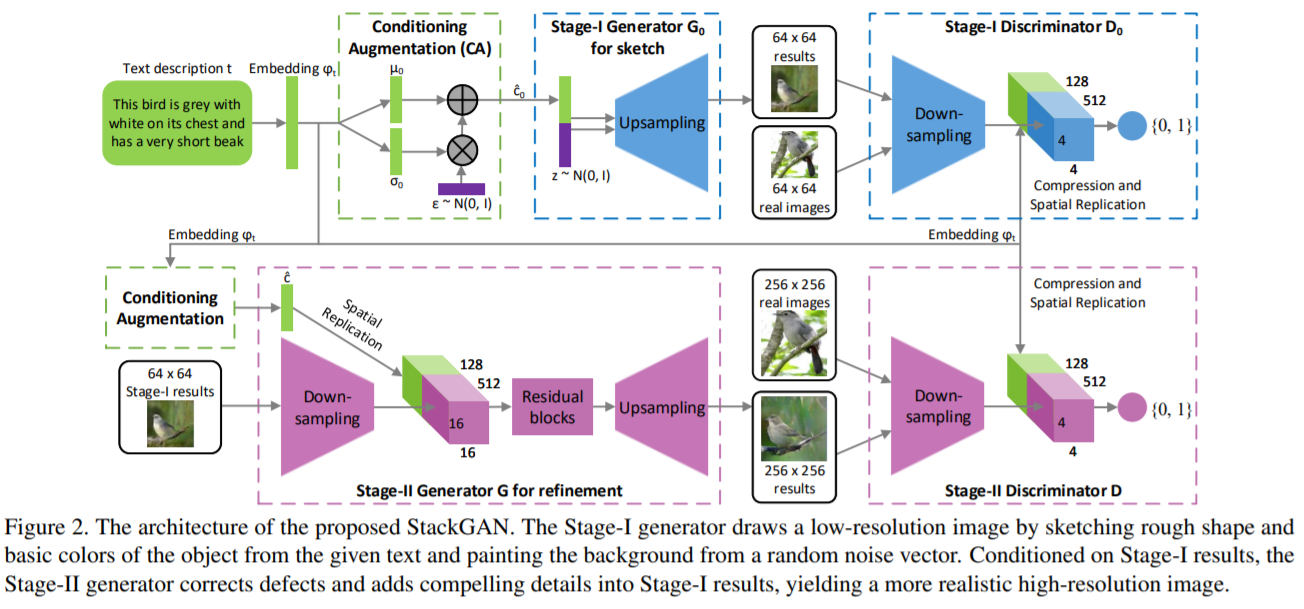 Text description t
This bird is grey with
white on its chest and
has a very short beak
Embedding φₜ
Conditioning
Augmentation (CA)
μ₀
σ₀
ε ~ N(0, I)
ĉ₀
Stage-I Generator G₀
for sketch
Upsampling
z ~ N(0, I)
64 x 64
results
64 x 64
real images
Stage-I Discriminator D₀
Down-
sampling
128
512
4
4
{0, 1}
Compression and
Spatial Replication
Embedding φₜ
Embedding φₜ
Conditioning
Augmentation
64 x 64
Stage-I results
ĉ
Spatial
Replication
Down-
sampling
128
512
16
16
Residual
blocks
Upsampling
Stage-II Generator G for refinement
256 x 256
real images
256 x 256
results
Compression and
Spatial Replication
Down-
sampling
128
512
4
4
{0, 1}
Stage-II Discriminator D
Figure 2. The architecture of the proposed StackGAN. The Stage-I generator draws a low-resolution image by sketching rough shape and
basic colors of the object from the given text and painting the background from a random noise vector. Conditioned on Stage-I results, the
Stage-II generator corrects defects and adds compelling details into Stage-I results, yielding a more realistic high-resolution image.